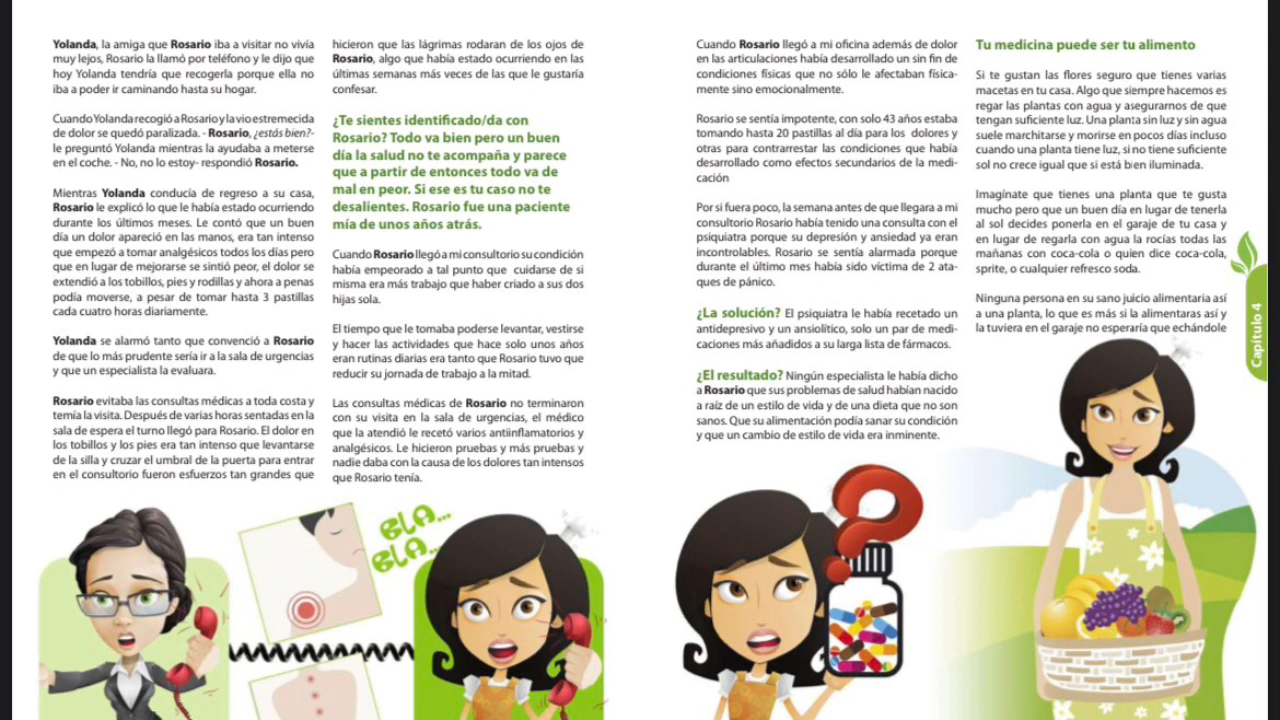 Yolanda, la amiga que Rosario iba a visitar no vivía
muy lejos, Rosario la llamó por teléfono y le dijo que
hoy Yolanda tendría que recogerla porque ella no
iba a poder ir caminando hasta su hogar.
Cuando Yolanda recogió a Rosario y la vio estremecida
de dolor se quedó paralizada. - Rosario, ¿estás bien?-
le preguntó Yolanda mientras la ayudaba a meterse
en el coche. - No, no lo estoy- respondió Rosario.
Mientras Yolanda conducía de regreso a su casa,
Rosario le explicó lo que le había estado ocurriendo
durante los últimos meses. Le contó que un buen
día un dolor apareció en las manos, era tan intenso
que empezó a tomar analgésicos todos los días pero
que en lugar de mejorarse se sintió peor, el dolor se
extendió a los tobillos, pies y rodillas y ahora a penas
podía moverse, a pesar de tomar hasta 3 pastillas
cada cuatro horas diariamente.
Yolanda se alarmó tanto que convenció a Rosario
de que lo más prudente sería ir a la sala de urgencias
y que un especialista la evaluara.
Rosario evitaba las consultas médicas a toda costa y
temía la visita. Después de varias horas sentadas en la
sala de espera el turno llegó para Rosario. El dolor en
los tobillos y los pies era tan intenso que levantarse
de la silla y cruzar el umbral de la puerta para entrar
en el consultorio fueron esfuerzos tan grandes que
hicieron que las lágrimas rodaran de los ojos de
Rosario, algo que había estado ocurriendo en las
últimas semanas más veces de las que le gustaría
confesar.
¿Te sientes identificado/da con
Rosario? Todo va bien pero un buen
día la salud no te acompaña y parece
que a partir de entonces todo va de
mal en peor. Si ese es tu caso no te
desalientes. Rosario fue una paciente
mía de unos años atrás.
Cuando Rosario llegó a mi consultorio su condición
había empeorado a tal punto que cuidarse de si
misma era más trabajo que haber criado a sus dos
hijas sola.
El tiempo que le tomaba poderse levantar, vestirse
y hacer las actividades que hace solo unos años
eran rutinas diarias era tanto que Rosario tuvo que
reducir su jornada de trabajo a la mitad.
Las consultas médicas de Rosario no terminaron
con su visita en la sala de urgencias, el médico
que la atendió le recetó varios antiinflamatorios y
analgésicos. Le hicieron pruebas y más pruebas y
nadie daba con la causa de los dolores tan intensos
que Rosario tenía.
BLA...
BLA...
Cuando Rosario llegó a mi oficina además de dolor
en las articulaciones había desarrollado un sin fin de
condiciones físicas que no sólo le afectaban física-
mente sino emocionalmente.
Rosario se sentía impotente, con solo 43 años estaba
tomando hasta 20 pastillas al día para los dolores y
otras para contrarrestar las condiciones que había
desarrollado como efectos secundarios de la medi-
cación
Por si fuera poco, la semana antes de que llegara a mi
consultorio Rosario había tenido una consulta con el
psiquiatra porque su depresión y ansiedad ya eran
incontrolables. Rosario se sentía alarmada porque
durante el último mes había sido víctima de 2 ata-
ques de pánico.
¿La solución? El psiquiatra le había recetado un
antidepresivo y un ansiolítico, solo un par de medi-
caciones más añadidos a su larga lista de fármacos.
¿El resultado? Ningún especialista le había dicho
a Rosario que sus problemas de salud habían nacido
a raíz de un estilo de vida y de una dieta que no son
sanos. Que su alimentación podía sanar su condición
y que un cambio de estilo de vida era inminente.
Tu medicina puede ser tu alimento
Si te gustan las flores seguro que tienes varias
macetas en tu casa. Algo que siempre hacemos es
regar las plantas con agua y asegurarnos de que
tengan suficiente luz. Una planta sin luz y sin agua
suele marchitarse y morirse en pocos días incluso
cuando una planta tiene luz, si no tiene suficiente
sol no crece igual que si está bien iluminada.
Imagínate que tienes una planta que te gusta
mucho pero que un buen día en lugar de tenerla
al sol decides ponerla en el garaje de tu casa y
en lugar de regarla con agua la rocías todas las
mañanas con coca-cola o quien dice coca-cola,
sprite, o cualquier refresco soda.
Ninguna persona en su sano juicio alimentaria así
a una planta, lo que es más si la alimentaras así y
la tuviera en el garaje no esperaría que echándole
Capítulo 4